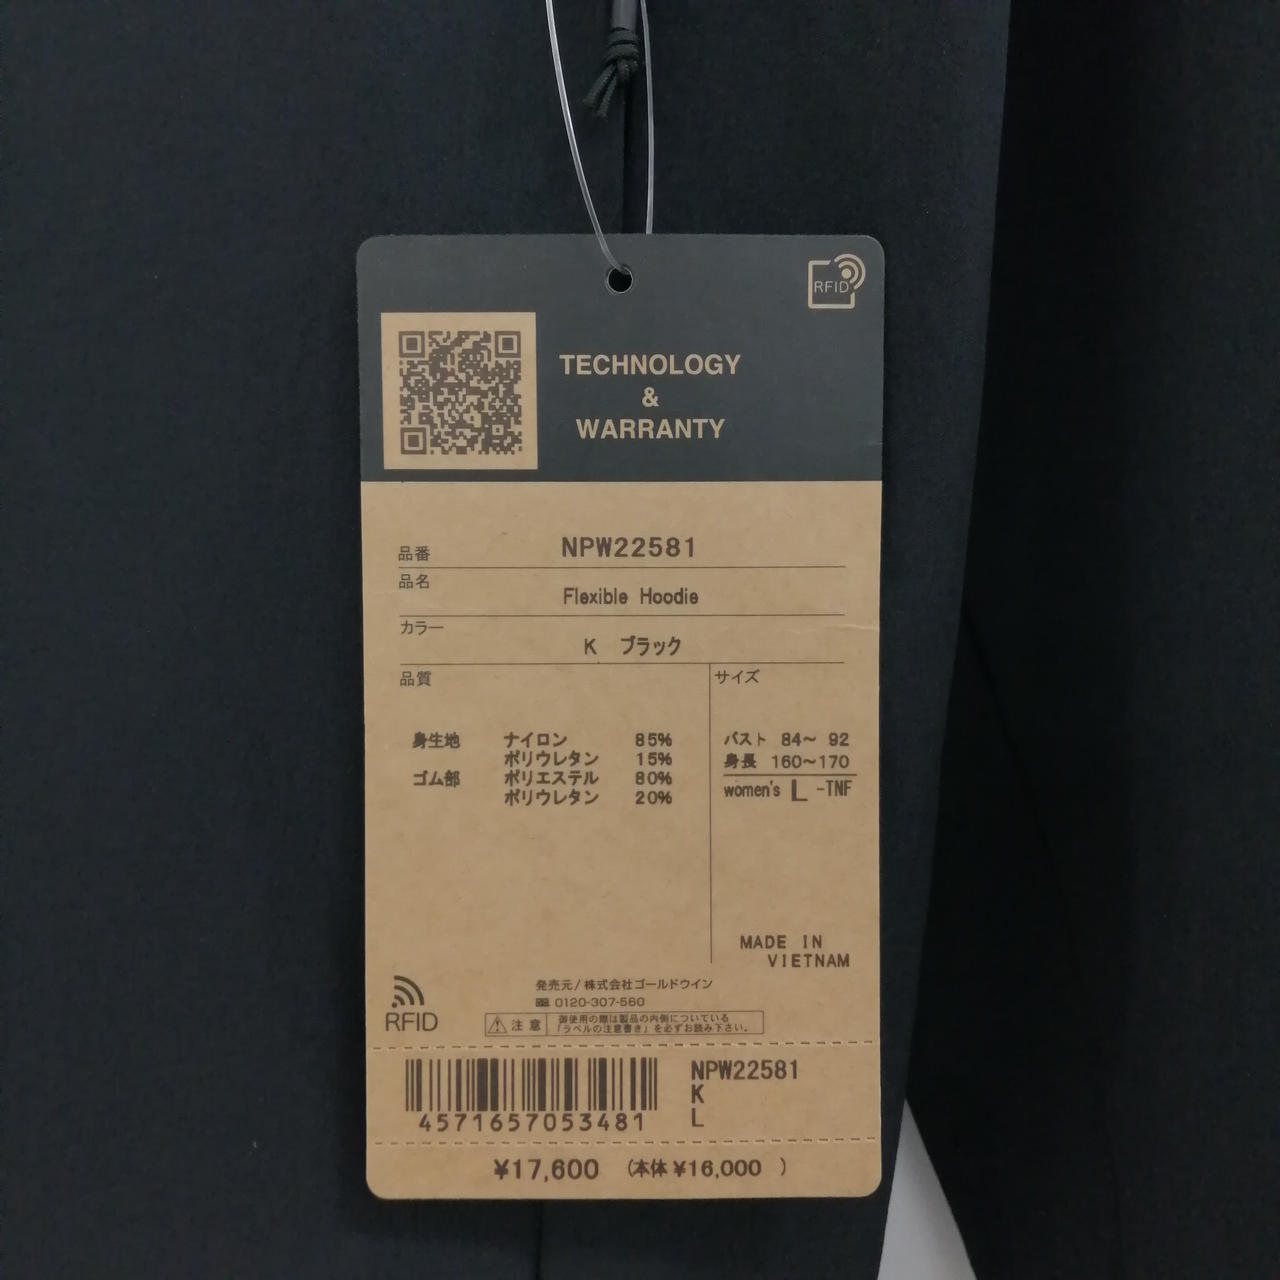 RFID
TECHNOLOGY
&
WARRANTY
品番 NPW22581
品名 Flexible Hoodie
カラー K ブラック
品質
身生地 ナイロン 85%
ポリウレタン 15%
ゴム部 ポリエステル 80%
ポリウレタン 20%
サイズ
バスト 84〜 92
身長 160〜170
women's L -TNF
MADE IN
VIETNAM
発売元/株式会社ゴールドウイン
0120-307-560
RFID
注意 御使用の際は製品の内側についている
「ラベルの注意書き」を必ずお読み下さい。
4571657053481
NPW22581
K
L
¥17,600 (本体 ¥16,000 )